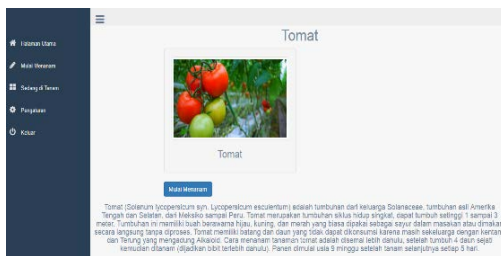 Tomat
Halaman Utama
Mulai Menanam
Sedang di Tanam
Pengaturan
Keluar
Tomat
Mulai Menanam
Tomat (Solanum lycopersicum syn. Lycopersicum esculentum) adalah tumbuhan dari keluarga Solanaceae, tumbuhan asli Amerika
Tengah dan Selatan, dari Meksiko sampai Peru. Tomat merupakan tumbuhan siklus hidup singkat, dapat tumbuh setinggi 1 sampai 3
meter. Tumbuhan ini memiliki buah berwarna hijau, kuning, dan merah yang biasa dipakai sebagai sayur dalam masakan atau dimakan
secara langsung tanpa diproses. Tomat memiliki batang dan daun yang tidak dapat dikonsumsi karena masih sekeluarga dengan kentang
dan Terung yang mengadung Alkaloid. Cara menanam tanaman tomat adalah disemai lebih dahulu, setelah tumbuh 4 daun sejati
kemudian ditanam (dijadikan bibit terlebih dahulu). Panen dimulai usia 9 minggu setelah tanam selanjutnya setiap 5 hari.